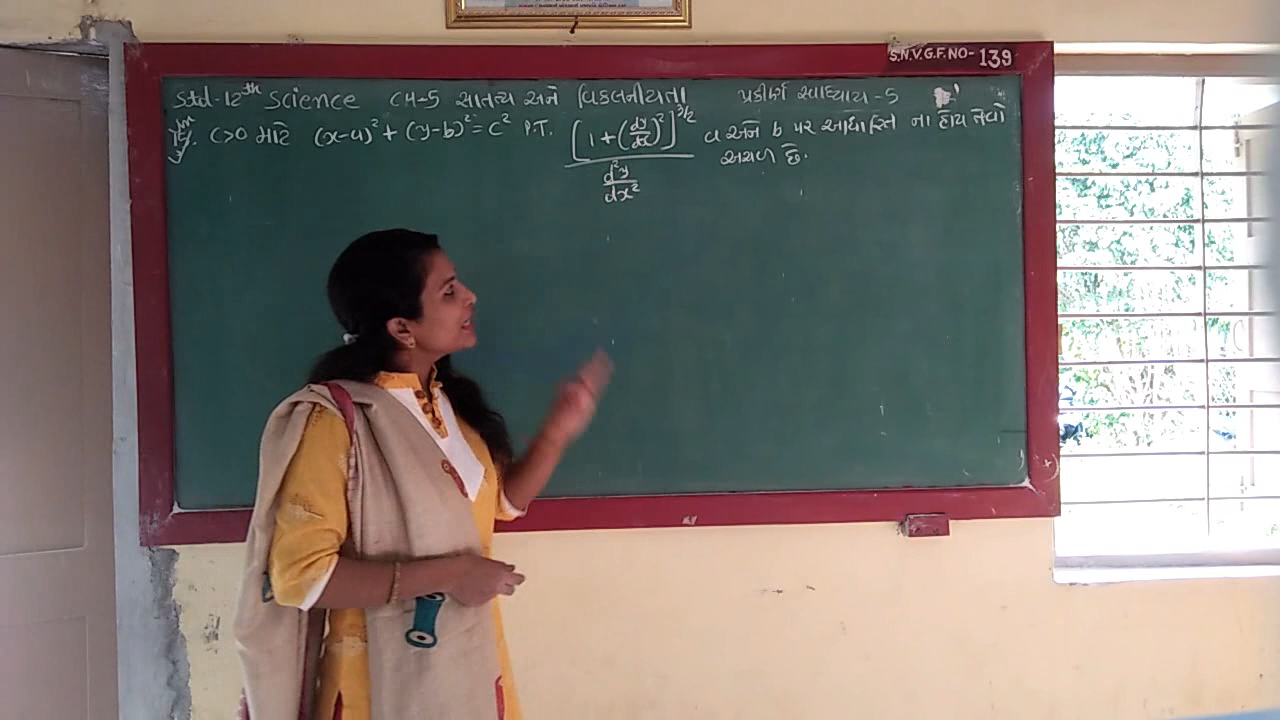 S.N.V.G.F.NO- 139
Std-12th Science CH-5 સાતત્ય અને વિકલનીયતા પ્રકીર્ણ સ્વાધ્યાય-5
C>0 માટે (x-a)² + (y-b)² = c² P.T. [1+(dy/dx)²]^3/2 / d²y/dx² a અને b પર આધારિત ના હોય તેવો
અચળ છે.